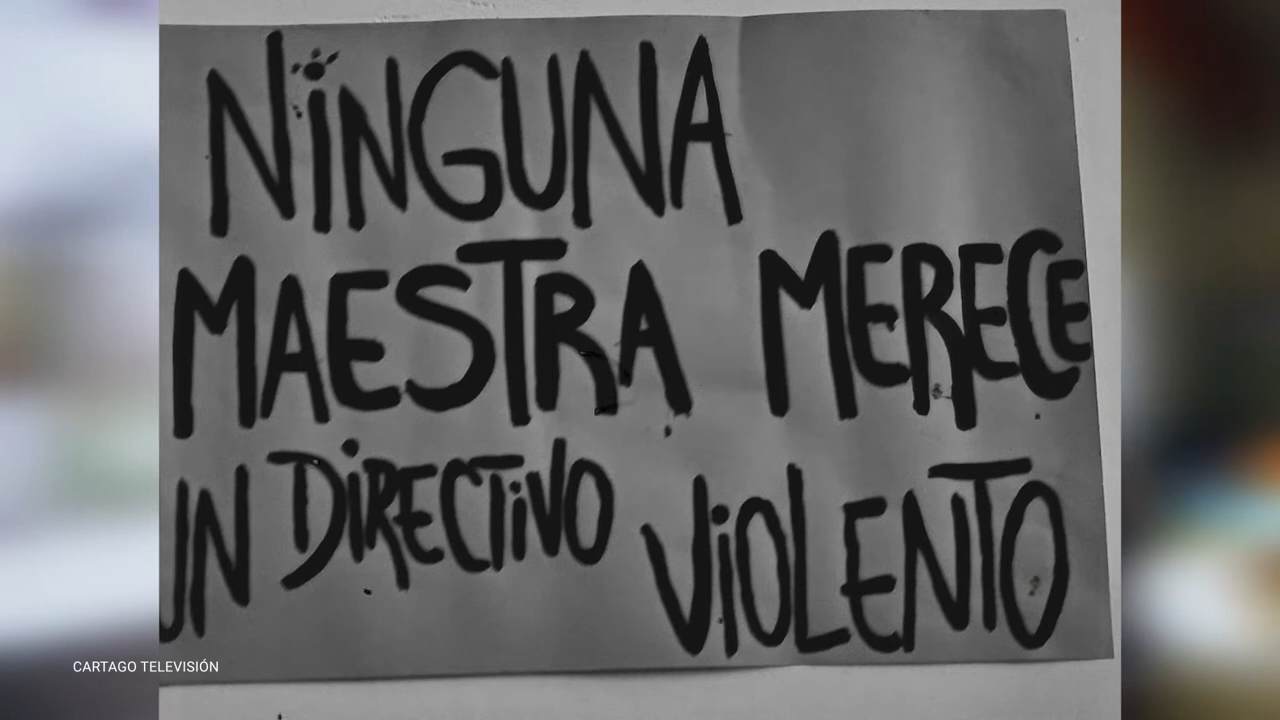 NiNGUNA
MAESTRA MERECE
UN DiRECTiVO ViOLENTO
CARTAGO TELEVISIÓN